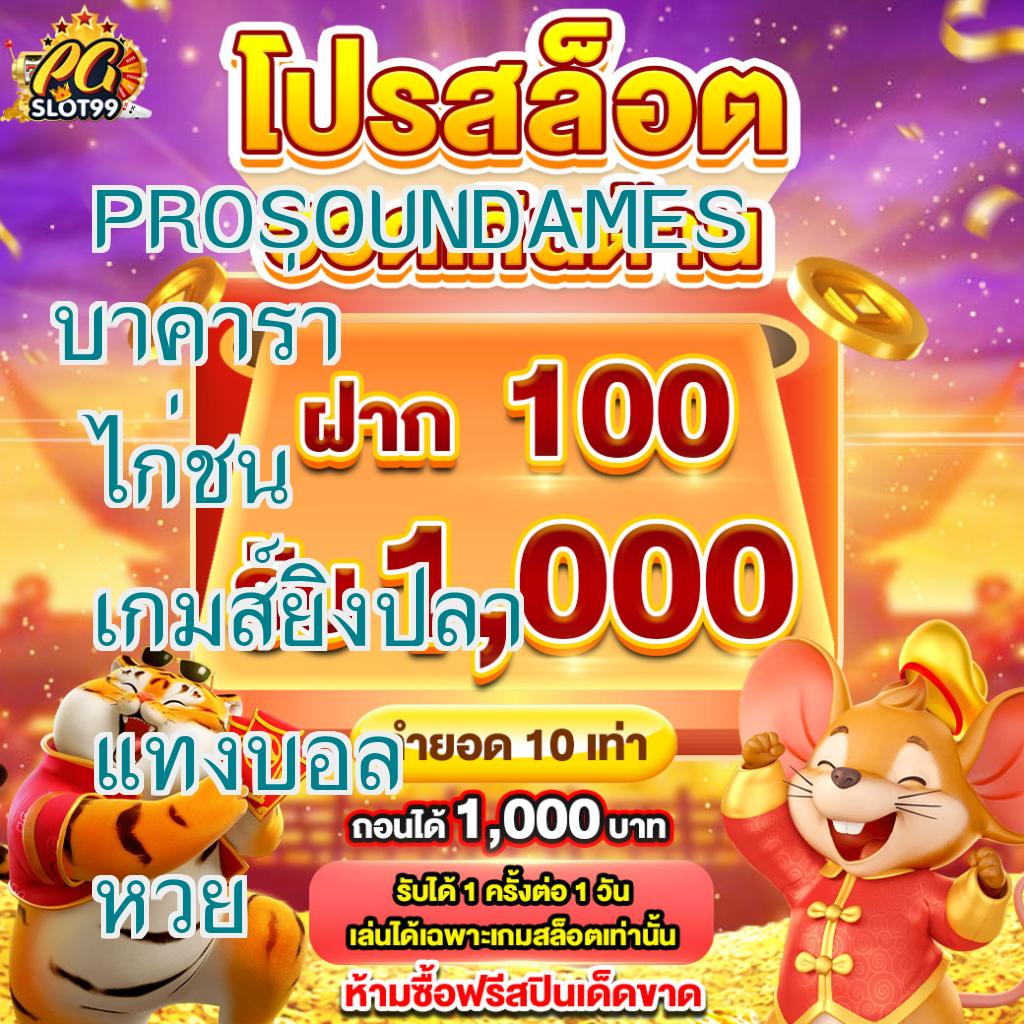 PG
SLOT99
โปรสล็อต
PROSOUNDAMES
บาคาร่า
ฝาก 100
ไก่ชน
1,000
เกมส์ยิงปลา
แทงบอล
ทำยอด 10 เท่า
ถอนได้ 1,000 บาท
หวย
รับได้ 1 ครั้งต่อ 1 วัน
เล่นได้เฉพาะเกมสล็อตเท่านั้น
ห้ามซื้อฟรีสปินเด็ดขาด